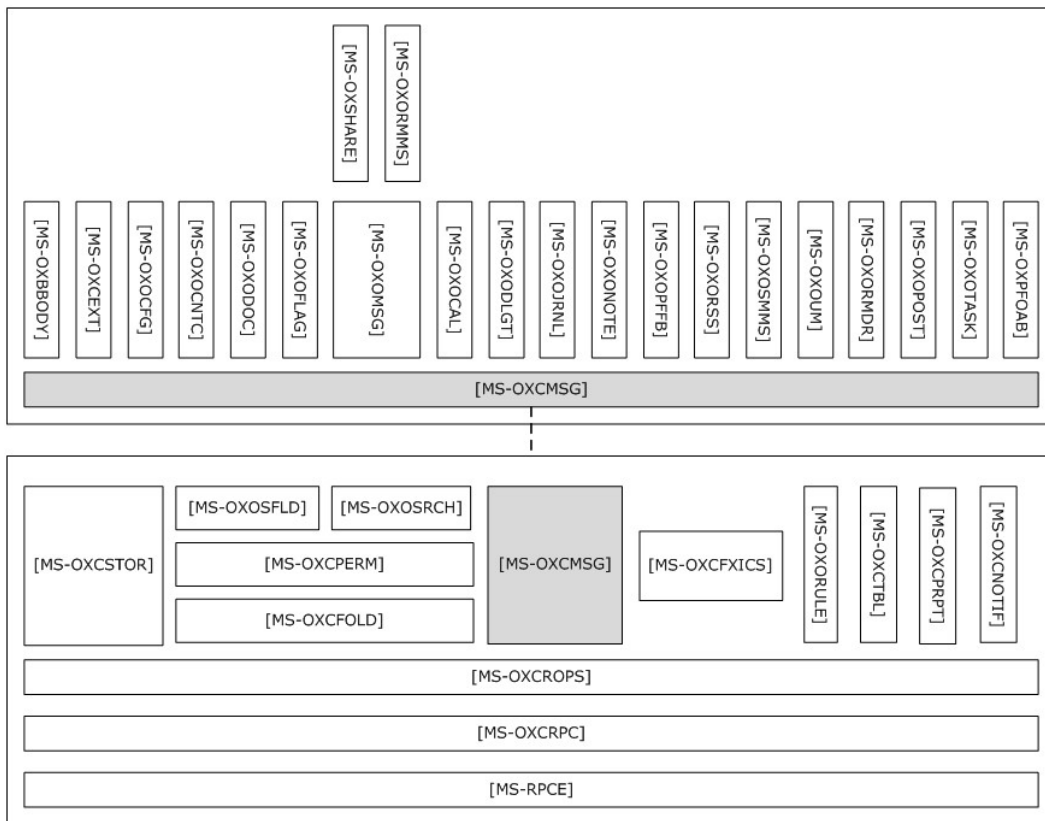 [MS-OXSHARE]
[MS-OXORMMS]
[MS-OXBBODY]
[MS-OXCEXT]
[MS-OXOCFG]
[MS-OXOCNTC]
[MS-OXODOC]
[MS-OXOFLAG]
[MS-OXOMSG]
[MS-OXOCAL]
[MS-OXODLGT]
[MS-OXOJRNL]
[MS-OXONOTE]
[MS-OXOPFFB]
[MS-OXORSS]
[MS-OXOSMMS]
[MS-OXOUM]
[MS-OXORMDR]
[MS-OXOPOST]
[MS-OXOTASK]
[MS-OXPFOAB]
[MS-OXCMSG]
[MS-OXCSTOR]
[MS-OXOSFLD]
[MS-OXOSRCH]
[MS-OXCPERM]
[MS-OXCFOLD]
[MS-OXCMSG]
[MS-OXCFXICS]
[MS-OXORULE]
[MS-OXCTBL]
[MS-OXCPRPT]
[MS-OXCNOTIF]
[MS-OXCROPS]
[MS-OXCRPC]
[MS-RPCE]